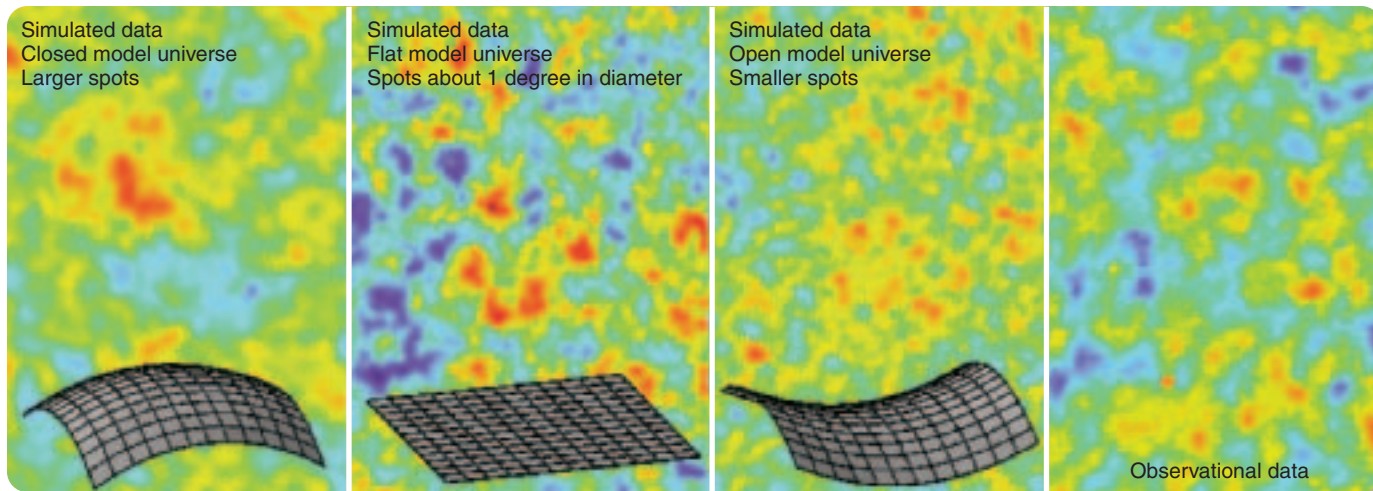 Simulated data
Closed model universe
Larger spots
Simulated data
Flat model universe
Spots about 1 degree in diameter
Simulated data
Open model universe
Smaller spots
Observational data